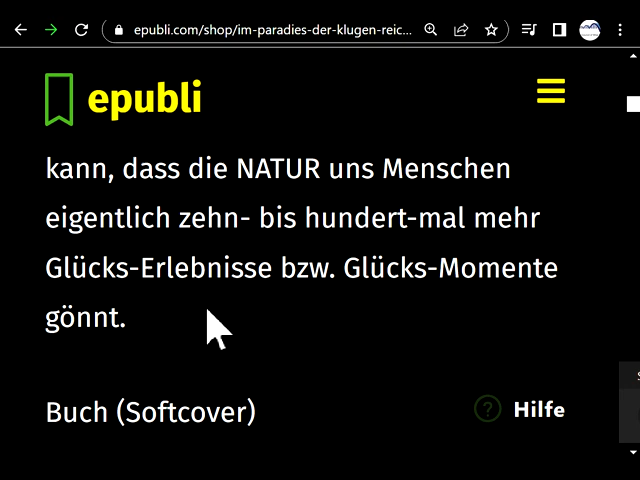 epubli.com/shop/im-paradies-der-klugen-reic...
epubli
kann, dass die NATUR uns Menschen
eigentlich zehn- bis hundert-mal mehr
Glücks-Erlebnisse bzw. Glücks-Momente
gönnt.
Buch (Softcover)
? Hilfe